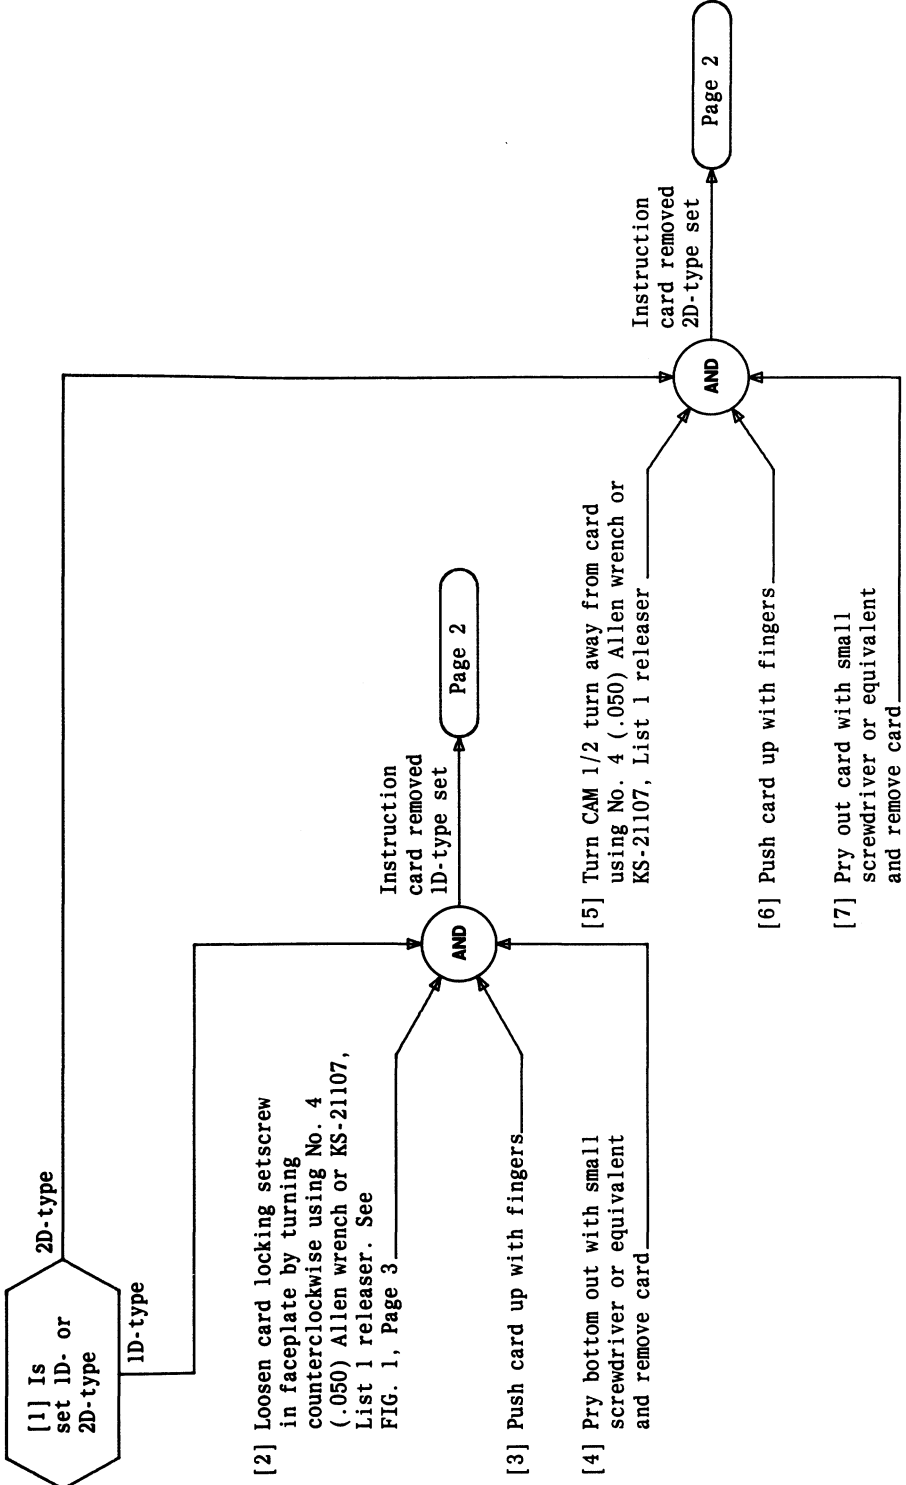 [1] Is
set 1D- or
2D-type
2D-type
1D-type
[2] Loosen card locking setscrew
in faceplate by turning
counterclockwise using No. 4
(.050) Allen wrench or KS-21107,
List 1 releaser. See
FIG. 1, Page 3
[3] Push card up with fingers
[4] Pry bottom out with small
screwdriver or equivalent
and remove card
AND
Instruction
card removed
1D-type set
Page 2
[5] Turn CAM 1/2 turn away from card
using No. 4 (.050) Allen wrench or
KS-21107, List 1 releaser
[6] Push card up with fingers
[7] Pry out card with small
screwdriver or equivalent
and remove card
AND
Instruction
card removed
2D-type set
Page 2